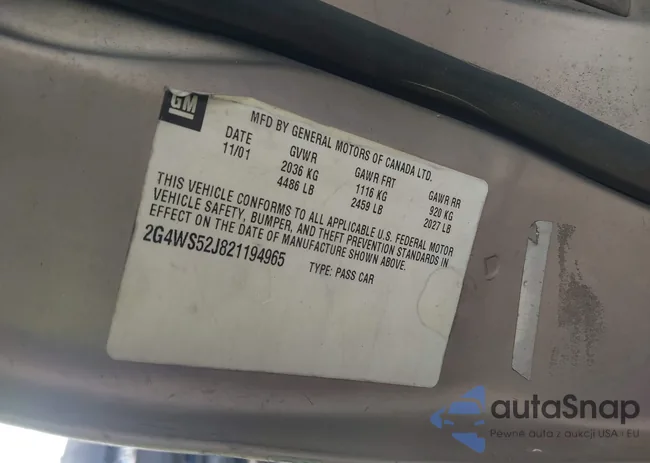 GM
MFD BY GENERAL MOTORS OF CANADA LTD.
DATE GVWR GAWR FRT GAWR RR
11/01 2036 KG 1116 KG 920 KG
4486 LB 2459 LB 2027 LB
THIS VEHICLE CONFORMS TO ALL APPLICABLE U.S. FEDERAL MOTOR
VEHICLE SAFETY, BUMPER, AND THEFT PREVENTION STANDARDS IN
EFFECT ON THE DATE OF MANUFACTURE SHOWN ABOVE.
2G4WS52J821194965 TYPE: PASS CAR
autaSnap
Pewne auta z aukcji USA - EU